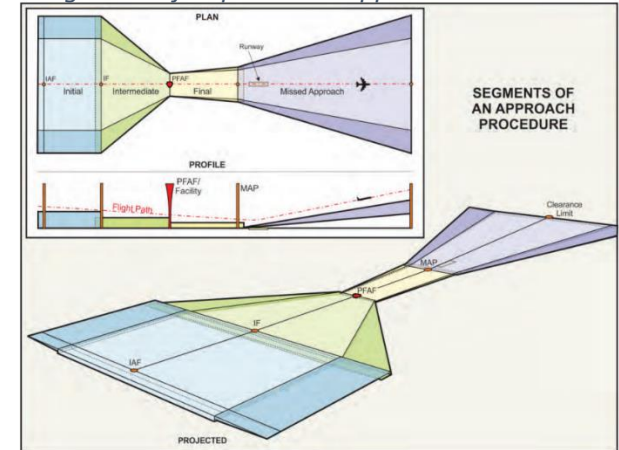 PLAN
Runway
IAF
IF
PFAF
Initial
Intermediate
Final
Missed Approach
SEGMENTS OF
AN APPROACH
PROCEDURE
PROFILE
PFAF/
Facility
MAP
Flight Path
Clearance
Limit
MAP
PFAF
IF
IAF
PROJECTED